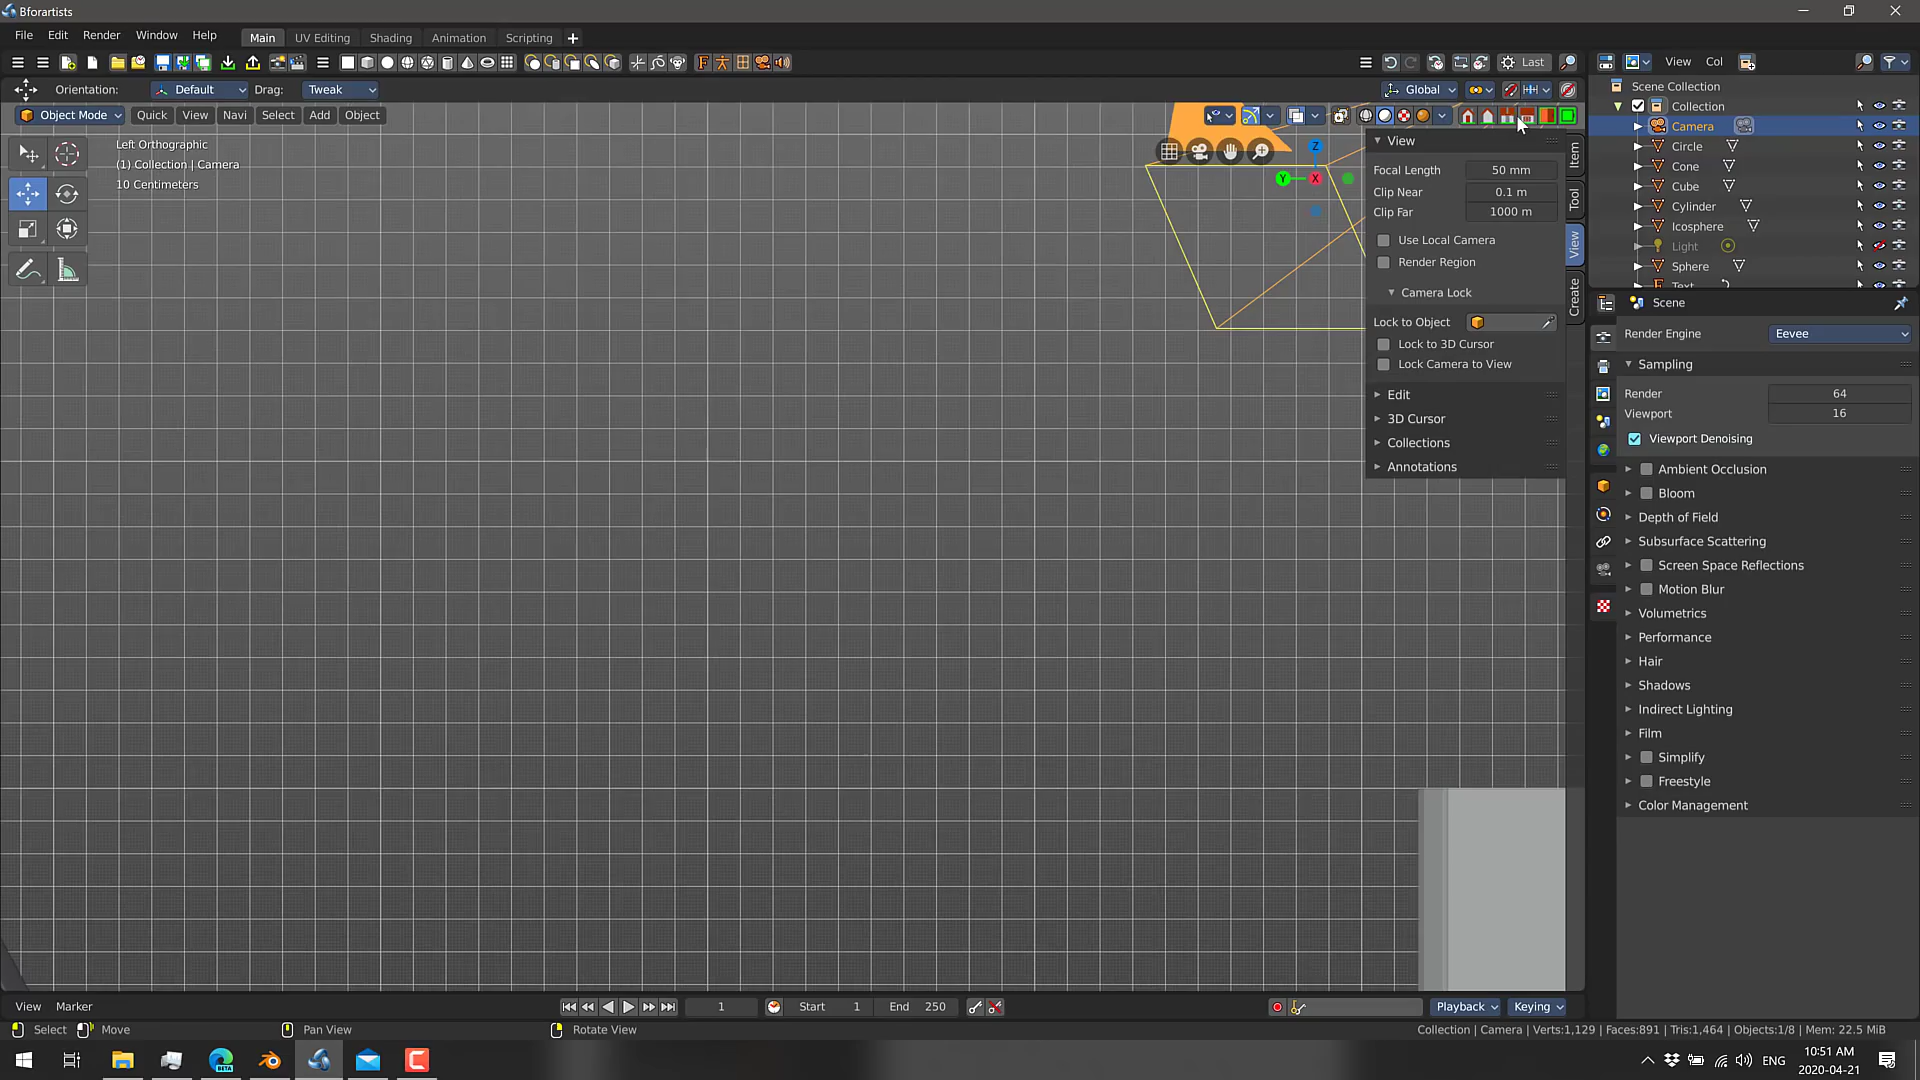 Bforartists
File Edit Render Window Help Main UV Editing Shading Animation Scripting +
Last View Col
Orientation: Default Drag: Tweak Global
Scene Collection
Object Mode Quick View Navi Select Add Object
Collection
Camera
Circle
Cone
Cube
Cylinder
Icosphere
Light
Sphere
Text
Left Orthographic
(1) Collection | Camera
10 Centimeters
Z
Y
X
View
Focal Length 50 mm
Clip Near 0.1 m
Clip Far 1000 m
Use Local Camera
Render Region
Camera Lock
Lock to Object
Lock to 3D Cursor
Lock Camera to View
Edit
3D Cursor
Collections
Annotations
Item
Tool
View
Create
Scene
Render Engine Eevee
Sampling
Render 64
Viewport 16
Viewport Denoising
Ambient Occlusion
Bloom
Depth of Field
Subsurface Scattering
Screen Space Reflections
Motion Blur
Volumetrics
Performance
Hair
Shadows
Indirect Lighting
Film
Simplify
Freestyle
Color Management
View Marker 1 Start 1 End 250 Playback Keying
Select Move Pan View Rotate View Collection | Camera | Verts:1,129 | Faces:891 | Tris:1,464 | Objects:1/8 | Mem: 22.5 MiB
BETA
ENG
10:51 AM
2020-04-21